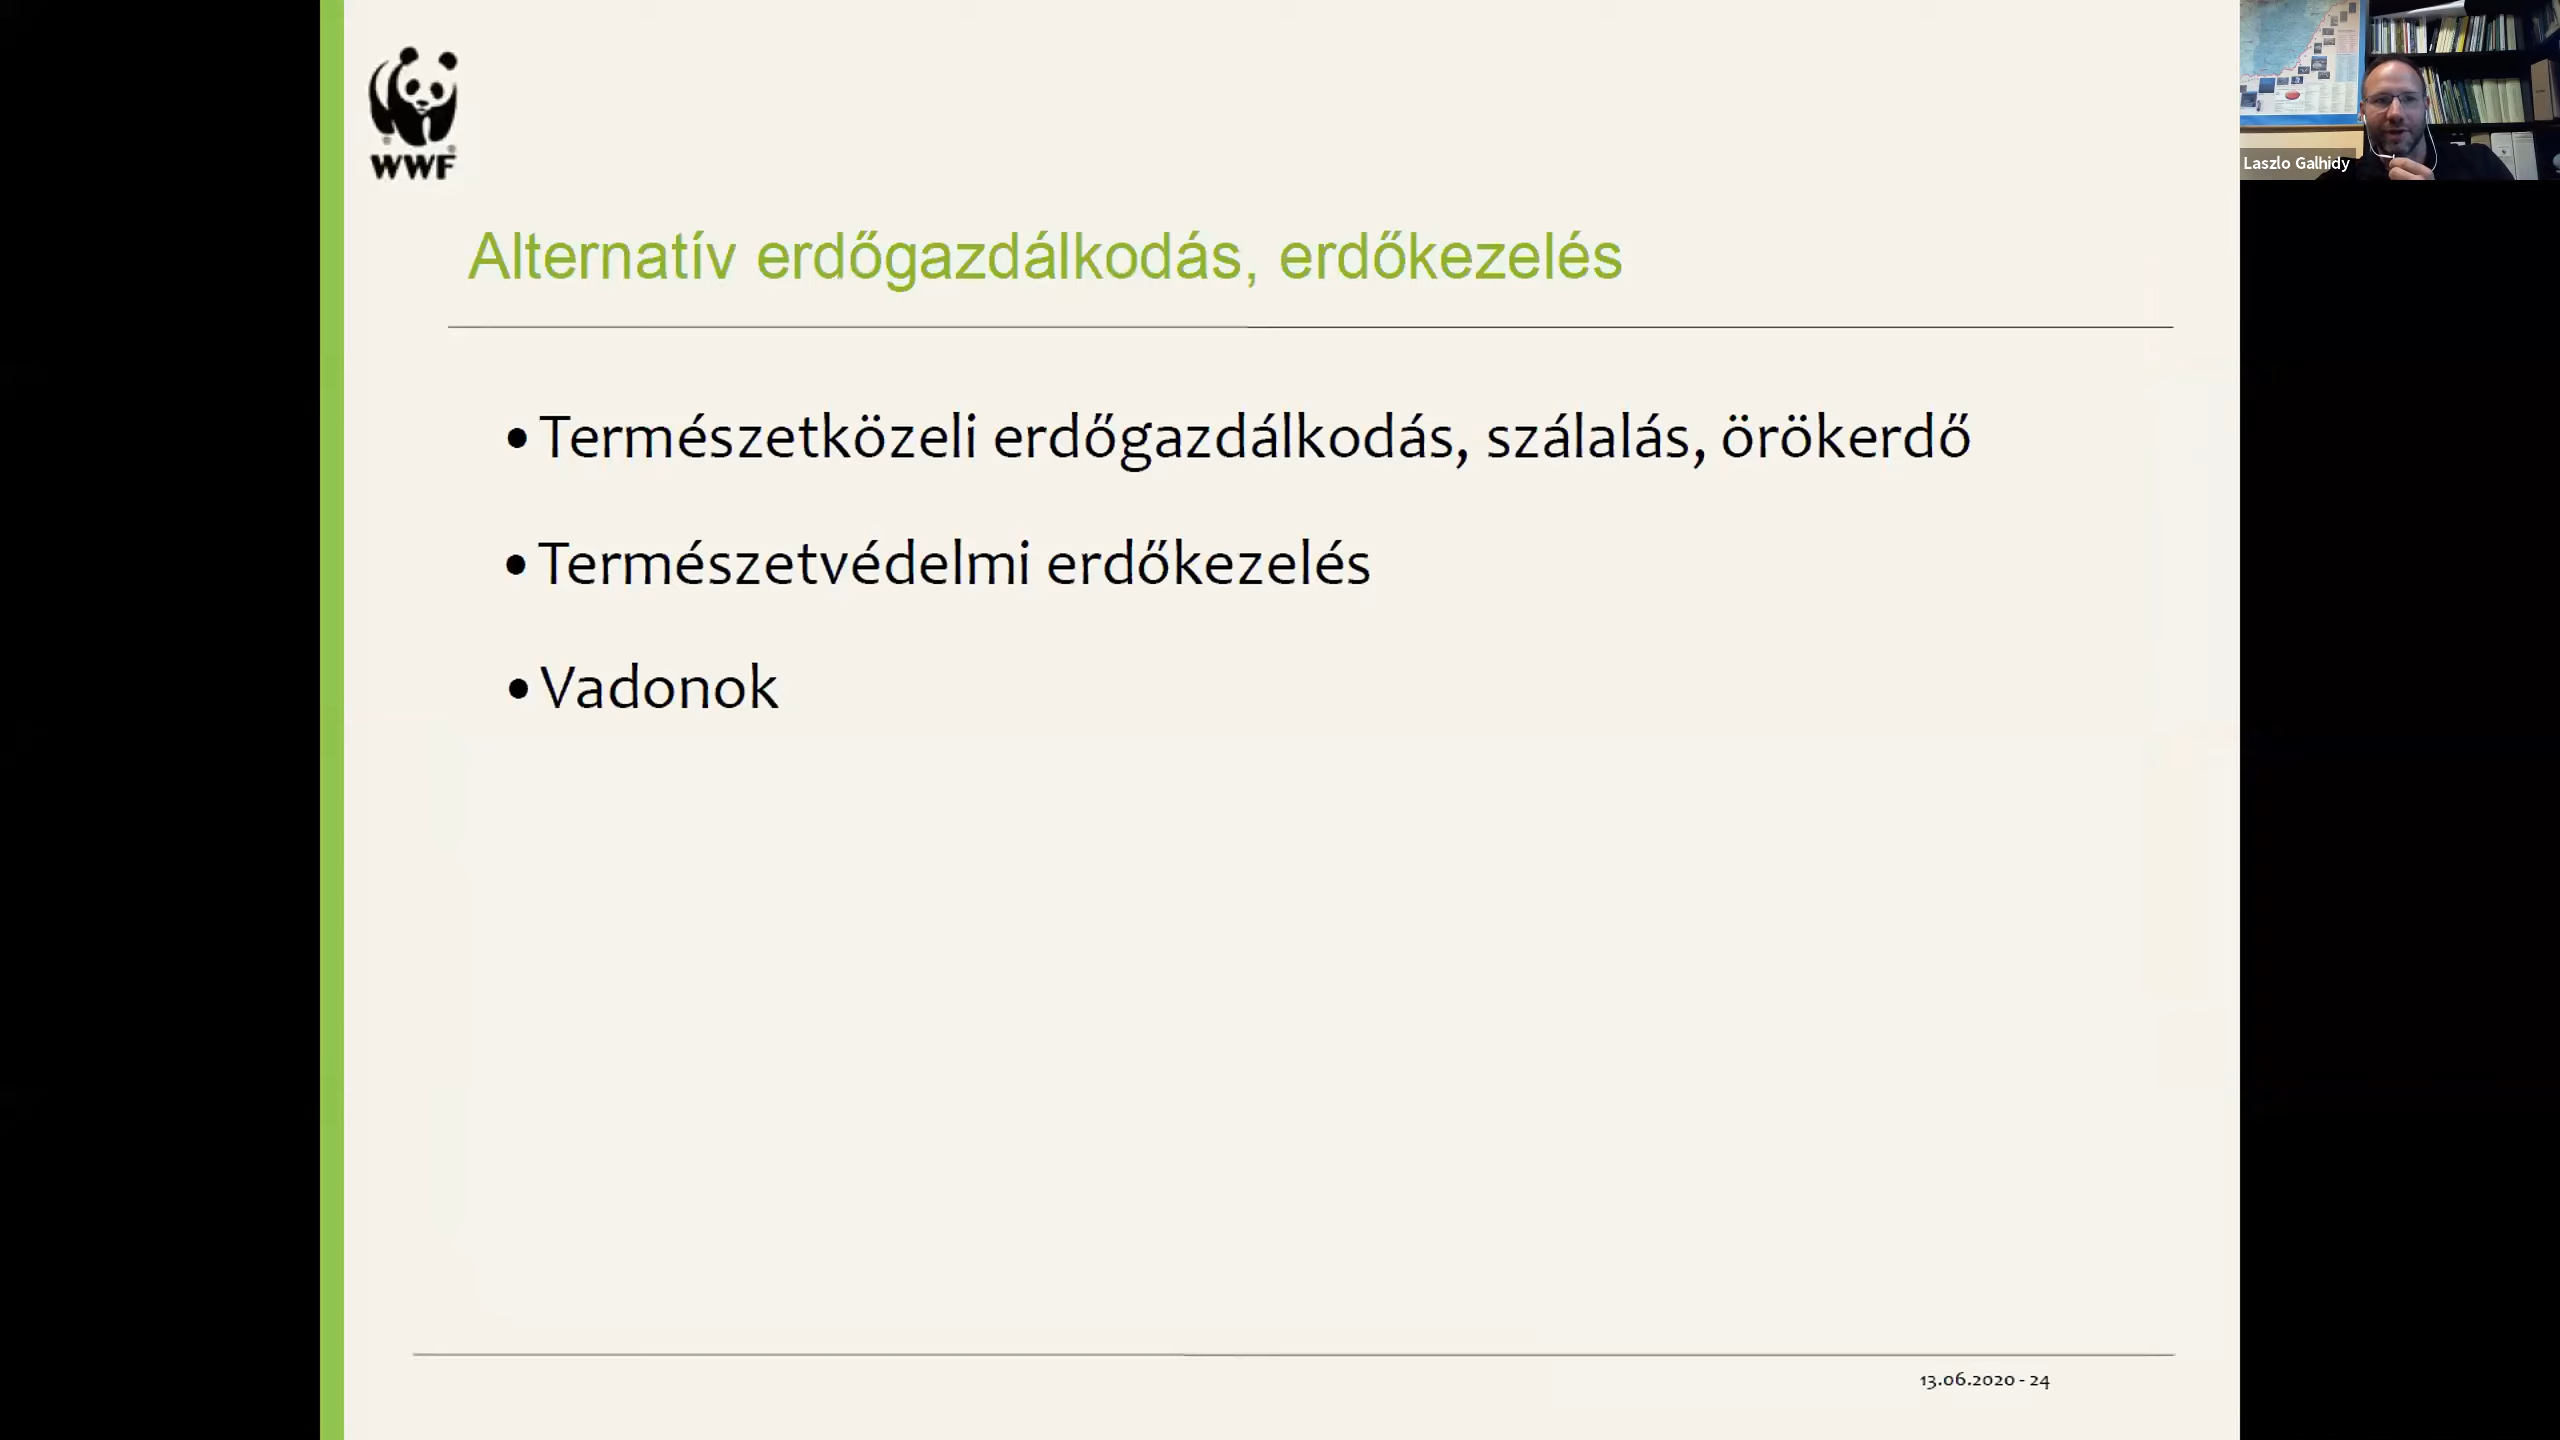 WWF
Laszlo Galhidy
Alternatív erdőgazdálkodás, erdőkezelés
• Természetközeli erdőgazdálkodás, szálalás, örökerdő
• Természetvédelmi erdőkezelés
• Vadonok
13.06.2020 - 24